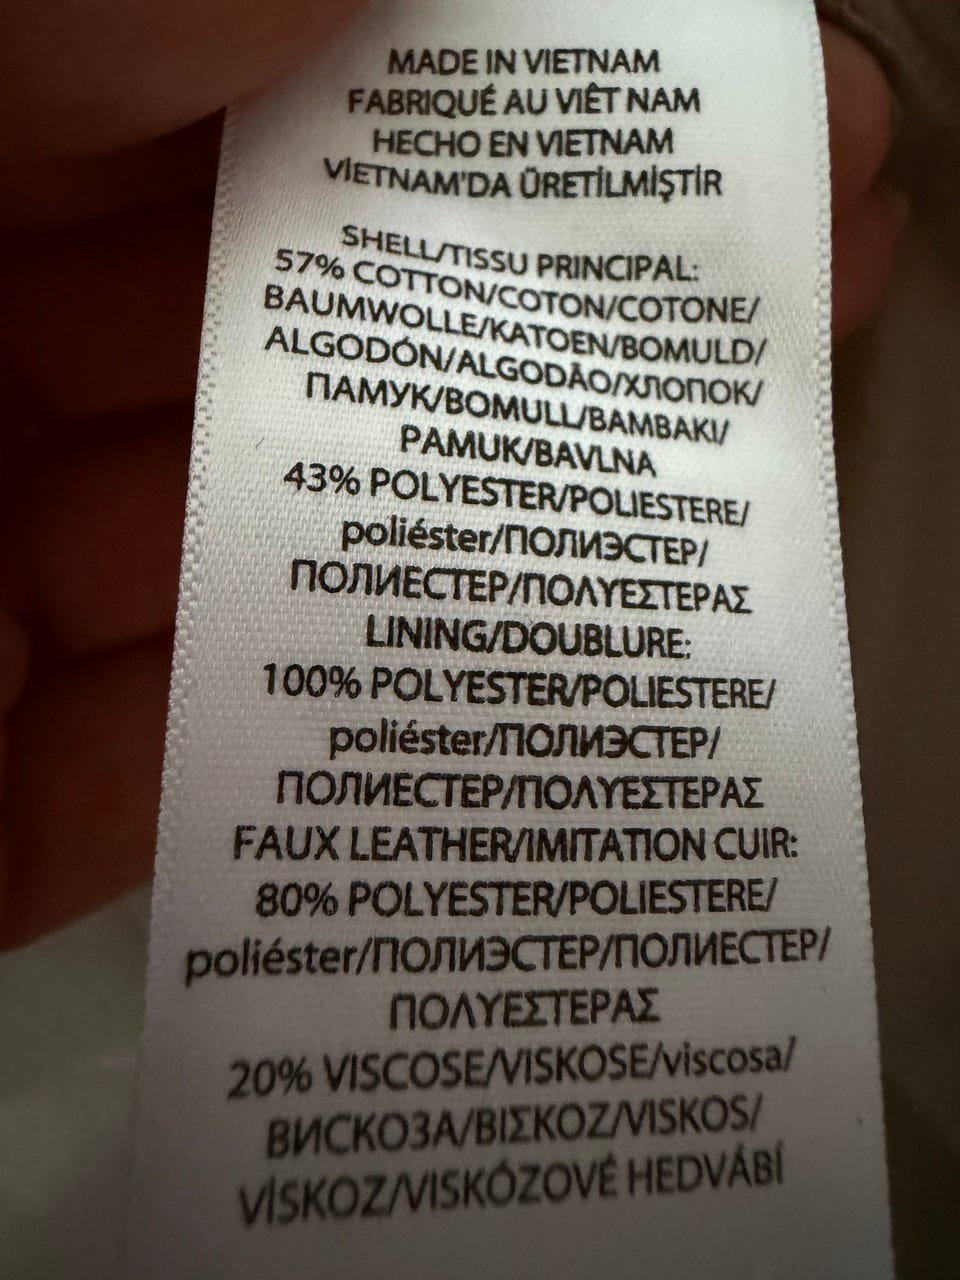 MADE IN VIETNAM
FABRIQUÉ AU VIÊT NAM
HECHO EN VIETNAM
VİETNAM'DA ÜRETİLMİŞTİR
SHELL/TISSU PRINCIPAL:
57% COTTON/COTON/COTONE/
BAUMWOLLE/KATOEN/BOMULD/
ALGODÓN/ALGODÃO/ХЛОПОК/
ПАМУК/BOMULL/BAMBAKI/
PAMUK/BAVLNA
43% POLYESTER/POLIESTERE/
poliéster/ПОЛИЭСТЕР/
ПОЛИЕСТЕР/ΠΟΛΥΕΣΤΕΡΑΣ
LINING/DOUBLURE:
100% POLYESTER/POLIESTERE/
poliéster/ПОЛИЭСТЕР/
ПОЛИЕСТЕР/ΠΟΛΥΕΣΤΕΡΑΣ
FAUX LEATHER/IMITATION CUIR:
80% POLYESTER/POLIESTERE/
poliéster/ПОЛИЭСТЕР/ПОЛИЕСТЕР/
ΠΟΛΥΕΣΤΕΡΑΣ
20% VISCOSE/VISKOSE/viscosa/
ВИСКОЗА/ΒΙΣΚΟΖ/VISKOS/
VİSKOZ/VISKÓZOVÉ HEDVÁBÍ